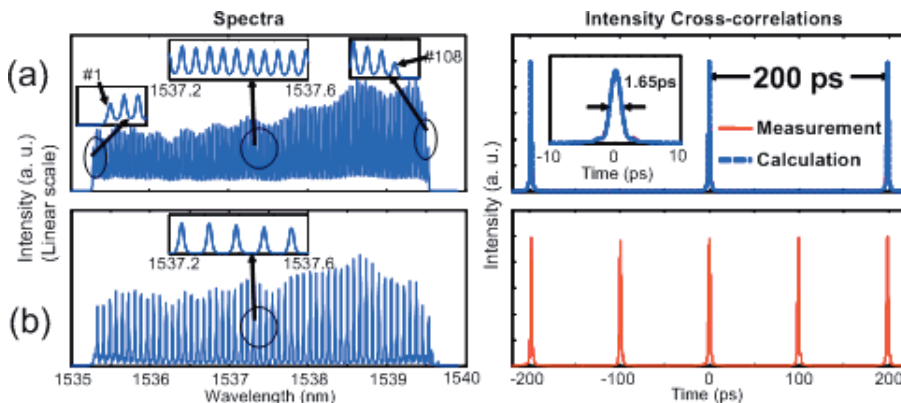 Spectra
Intensity Cross-correlations
(a)
#1
1537.2
1537.6
#108
1.65ps
-10
0
10
Time (ps)
200 ps
Measurement
Calculation
Intensity (a. u.)
(Linear scale)
Intensity (a. u.)
(b)
1537.2
1537.6
1535
1536
1537
1538
1539
1540
Wavelength (nm)
-200
-100
0
100
200
Time (ps)